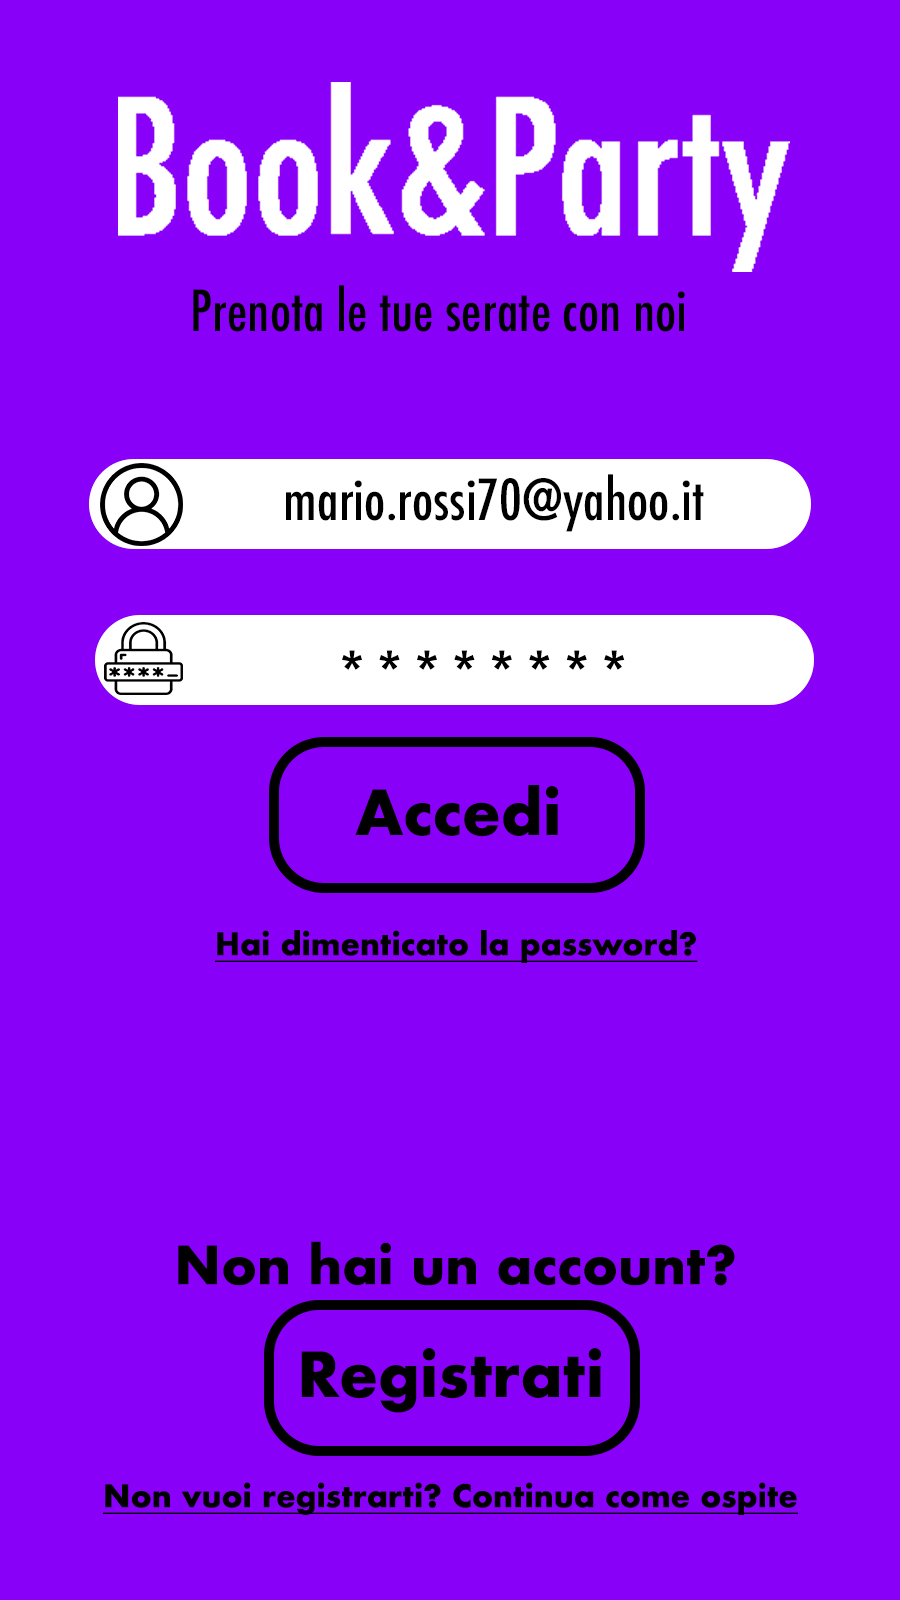 Book&Party
Prenota le tue serate con noi
mario.rossi70@yahoo.it
**** _
* * * * * * * *
Accedi
Hai dimenticato la password?
Non hai un account?
Registrati
Non vuoi registrarti? Continua come ospite